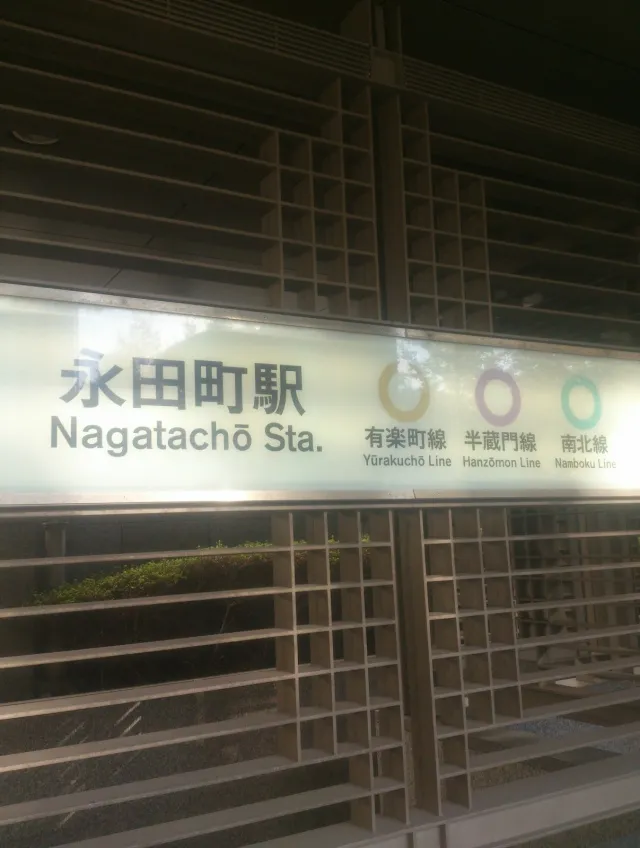 永田町駅
Nagatachō Sta.
有楽町線
Yūrakuchō Line
半蔵門線
Hanzōmon Line
南北線
Namboku Line